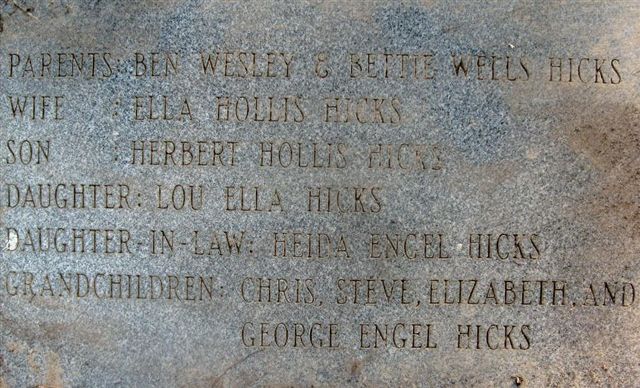 PARENTS: BEN WESLEY & BETTIE WELLS HICKS
WIFE : ELLA HOLLIS HICKS
SON : HERBERT HOLLIS HICKS
DAUGHTER: LOU ELLA HICKS
DAUGHTER-IN-LAW: HEIDA ENGEL HICKS
GRANDCHILDREN: CHRIS, STEVE, ELIZABETH, AND
GEORGE ENGEL HICKS